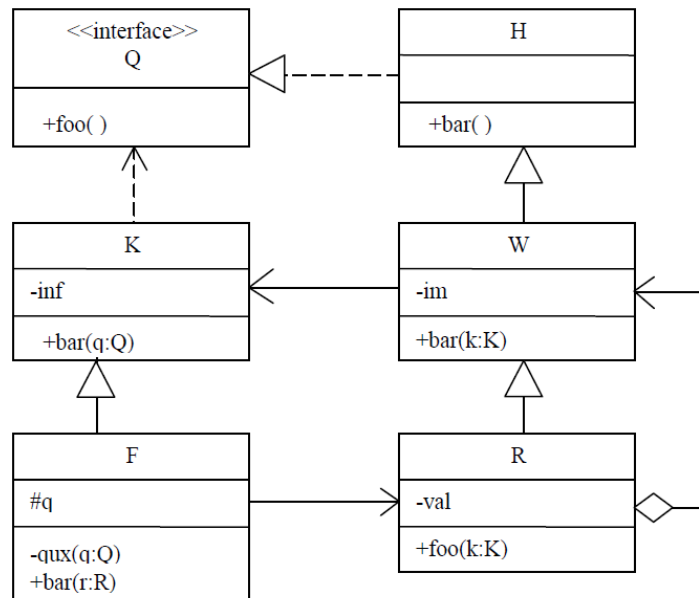 <<interface>>
Q
+foo( )
H
+bar( )
K
-inf
+bar(q:Q)
W
-im
+bar(k:K)
F
#q
-qux(q:Q)
+bar(r:R)
R
-val
+foo(k:K)